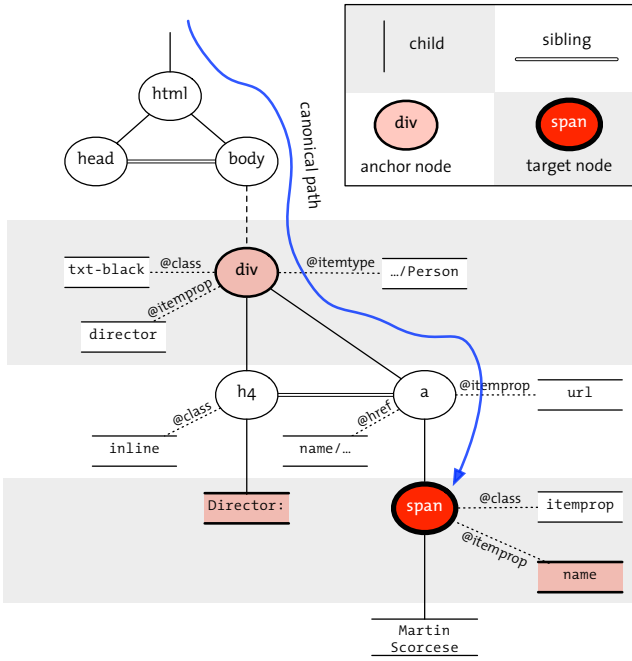 child
sibling
html
canonical path
div
span
head
body
anchor node
target node
txt-black
@class
div
@itemtype
…/Person
@itemprop
director
h4
a
@itemprop
url
@class
@href
inline
name/…
Director:
span
@class
itemprop
@itemprop
name
Martin
Scorcese